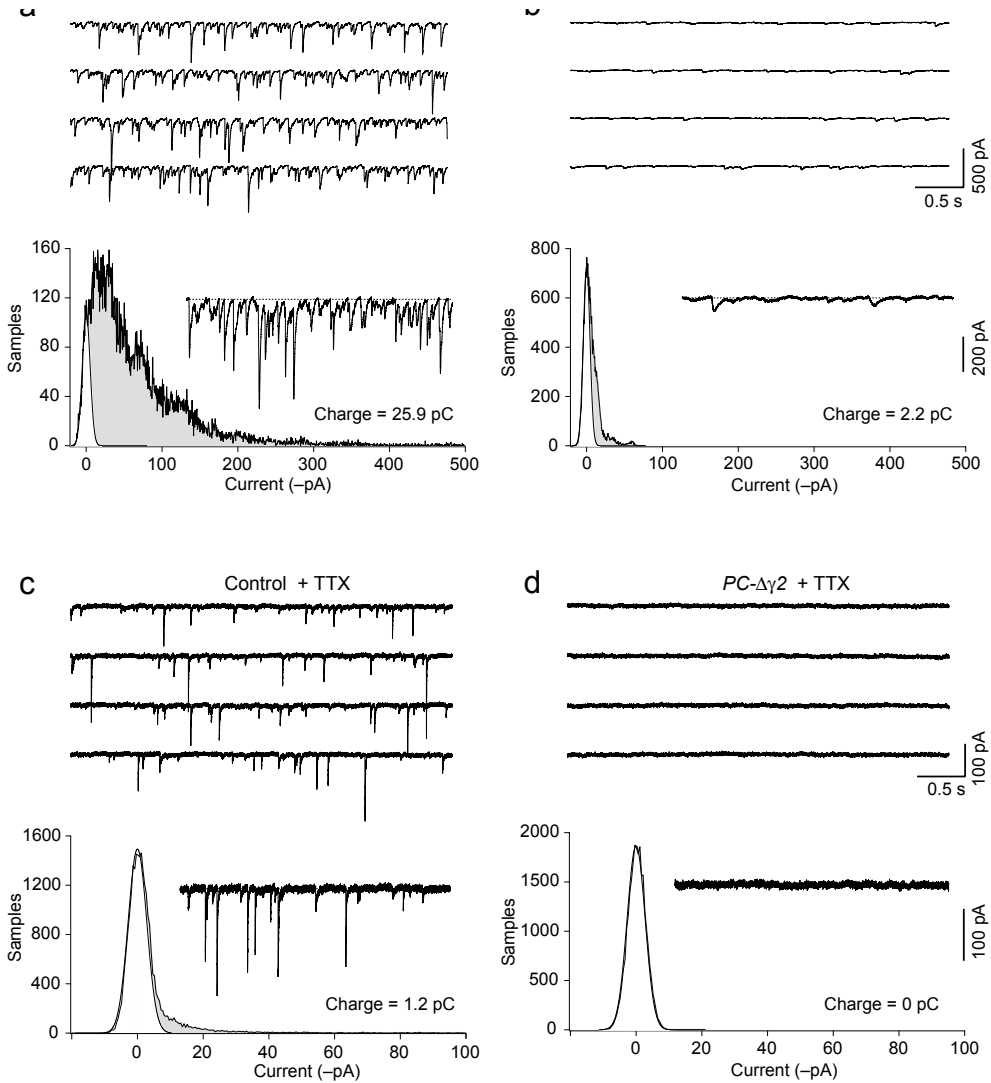 a
b
500 pA
0.5 s
160
120
80
40
0
Samples
Charge = 25.9 pC
0
100
200
300
400
500
Current (–pA)
800
600
400
200
0
Samples
200 pA
Charge = 2.2 pC
0
100
200
300
400
500
Current (–pA)
c
Control + TTX
d
PC-Δγ2 + TTX
100 pA
0.5 s
1600
1200
800
400
0
Samples
Charge = 1.2 pC
0
20
40
60
80
100
Current (–pA)
2000
1500
1000
500
0
Samples
100 pA
Charge = 0 pC
0
20
40
60
80
100
Current (–pA)